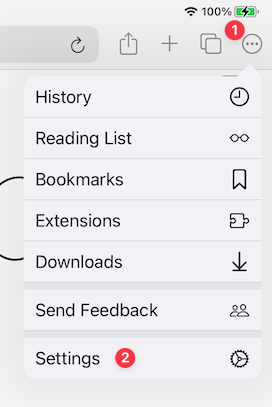 100%
1
History
Reading List
Bookmarks
Extensions
Downloads
Send Feedback
Settings 2